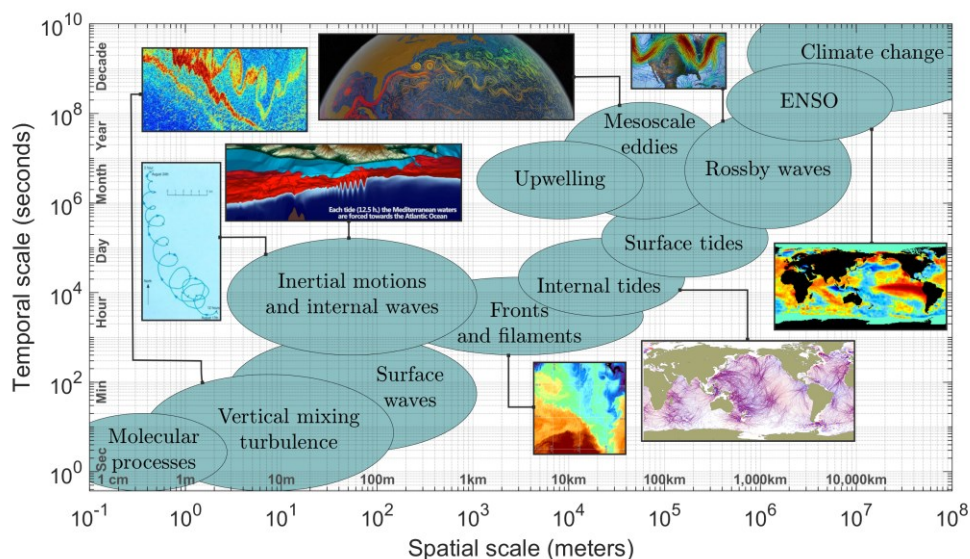 Temporal scale (seconds)
10^10
10^8
10^6
10^4
10^2
10^0
Decade
Year
Month
Day
Hour
Min
Sec
Climate change
ENSO
Mesoscale
eddies
Rossby waves
Upwelling
Each tide (12.5 h.) the Mediterranean waters
are forced towards the Atlantic Ocean
Surface tides
Inertial motions
and internal waves
Internal tides
Fronts
and filaments
Surface
waves
Vertical mixing
turbulence
Molecular
processes
1 cm
1m
10m
100m
1km
10km
100km
1,000km
10,000km
10^-1
10^0
10^1
10^2
10^3
10^4
10^5
10^6
10^7
10^8
Spatial scale (meters)